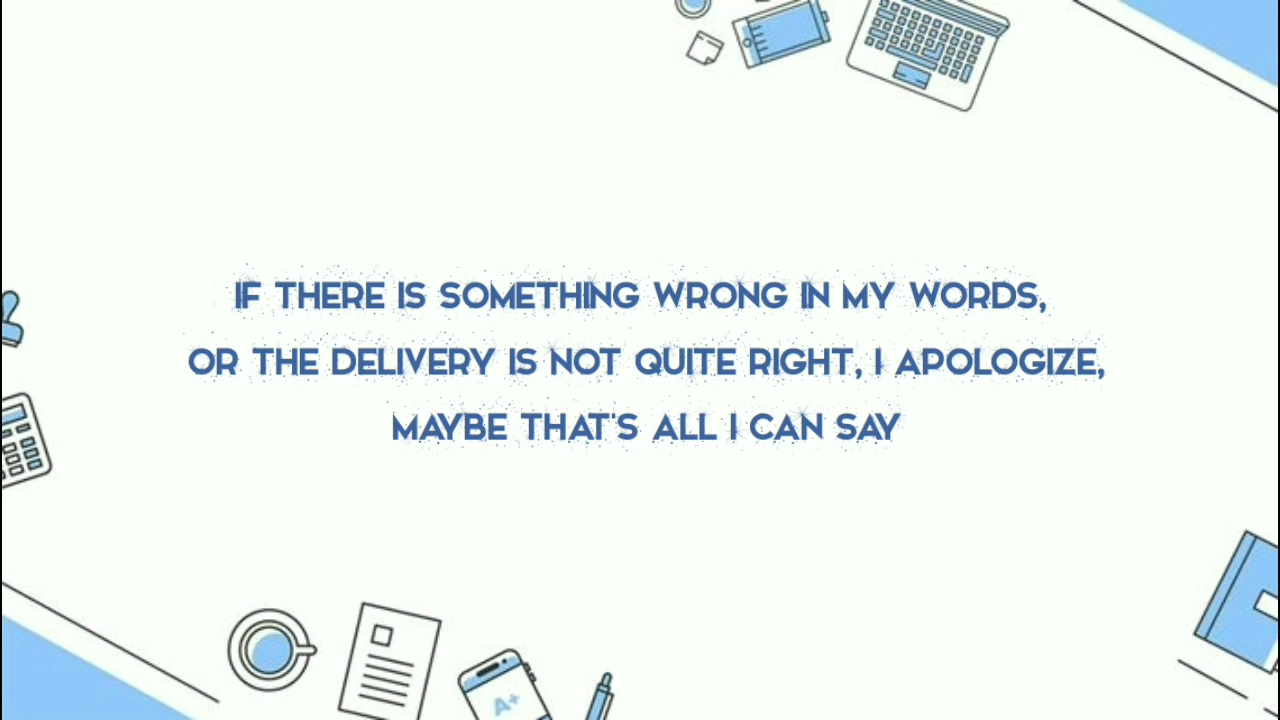 IF THERE IS SOMETHING WRONG IN MY WORDS,
OR THE DELIVERY IS NOT QUITE RIGHT, I APOLOGIZE,
MAYBE THAT'S ALL I CAN SAY
A+